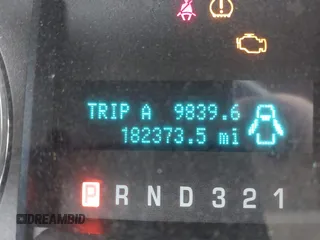 TRIP A 9839.6
182373.5 mi
P R N D 3 2 1
DREAMBID